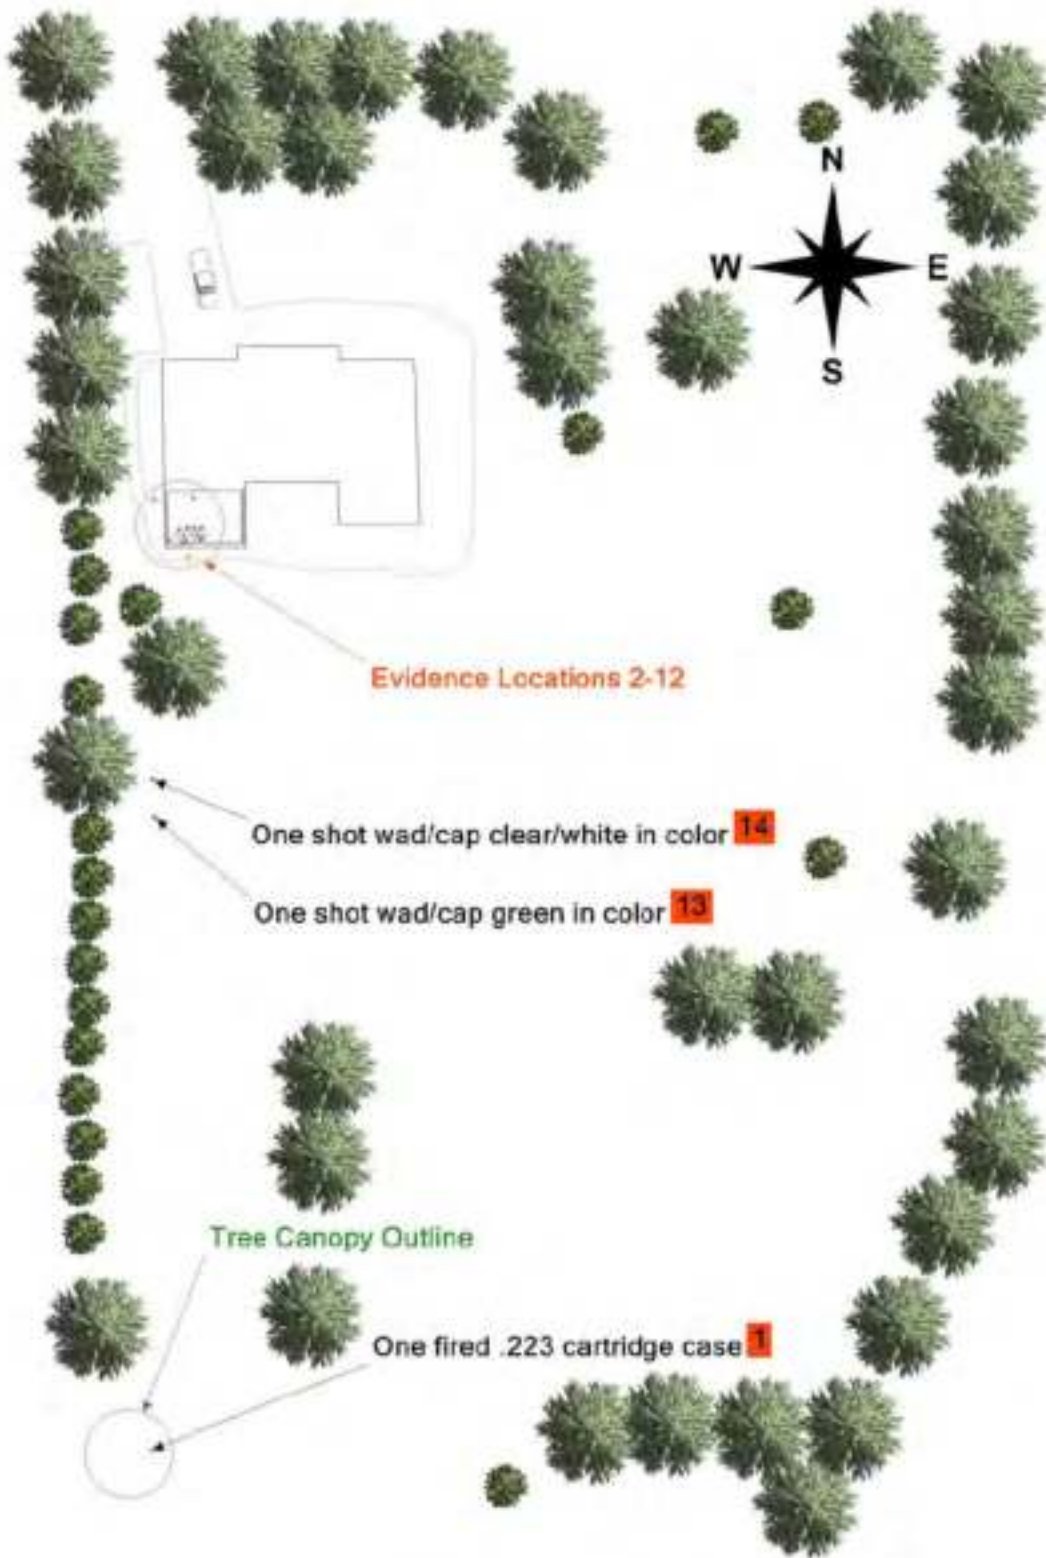 N
W E
S
Evidence Locations 2-12
One shot wad/cap clear/white in color 14
One shot wad/cap green in color 13
Tree Canopy Outline
One fired .223 cartridge case 1